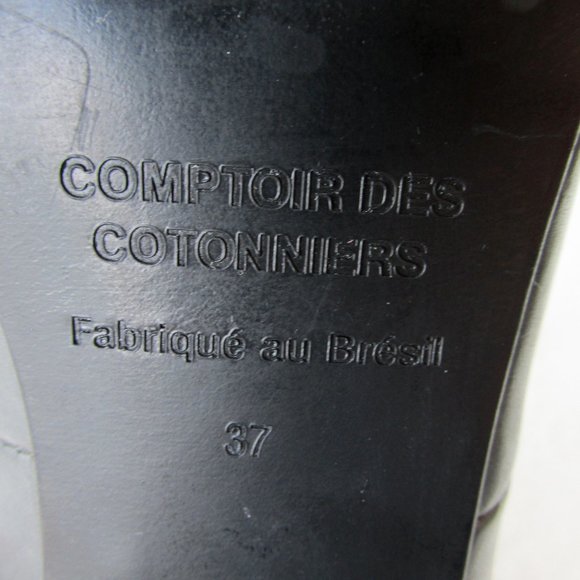 COMPTOIR DES
COTONNIERS
Fabriqué au Brésil
37